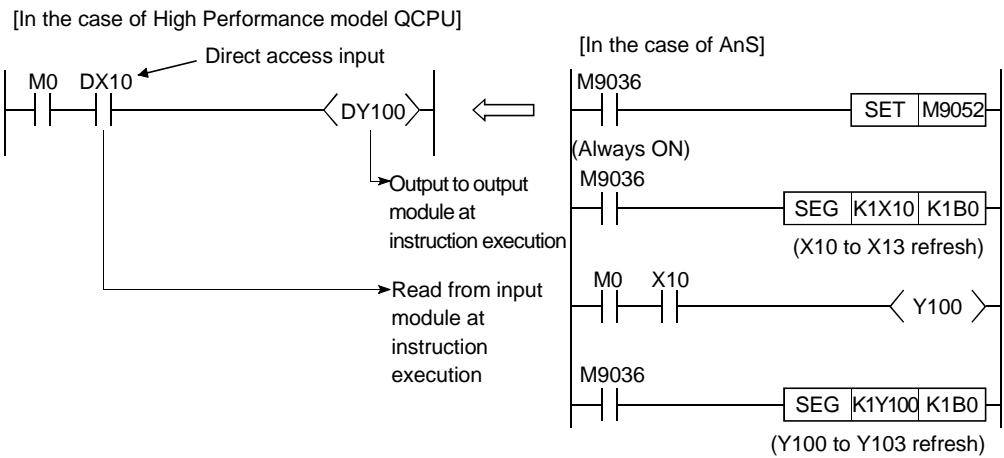 [In the case of High Performance model QCPU]
Direct access input
M0 DX10
DY100
Output to output
module at
instruction execution
Read from input
module at
instruction
execution
[In the case of AnS]
M9036
SET M9052
(Always ON)
M9036
SEG K1X10 K1B0
(X10 to X13 refresh)
M0 X10
Y100
M9036
SEG K1Y100 K1B0
(Y100 to Y103 refresh)